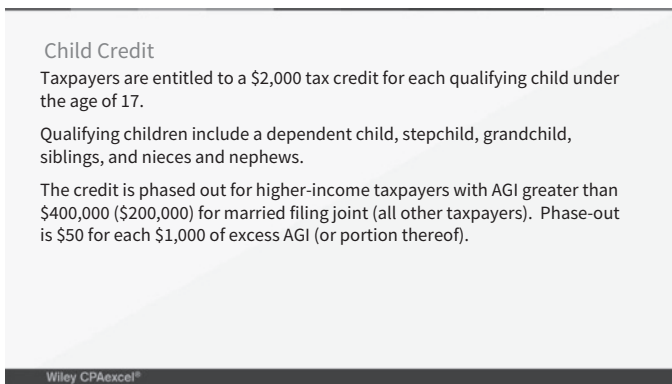 Child Credit
Taxpayers are entitled to a $2,000 tax credit for each qualifying child under
the age of 17.
Qualifying children include a dependent child, stepchild, grandchild,
siblings, and nieces and nephews.
The credit is phased out for higher-income taxpayers with AGI greater than
$400,000 ($200,000) for married filing joint (all other taxpayers).  Phase-out
is $50 for each $1,000 of excess AGI (or portion thereof).
Wiley CPAexcel®